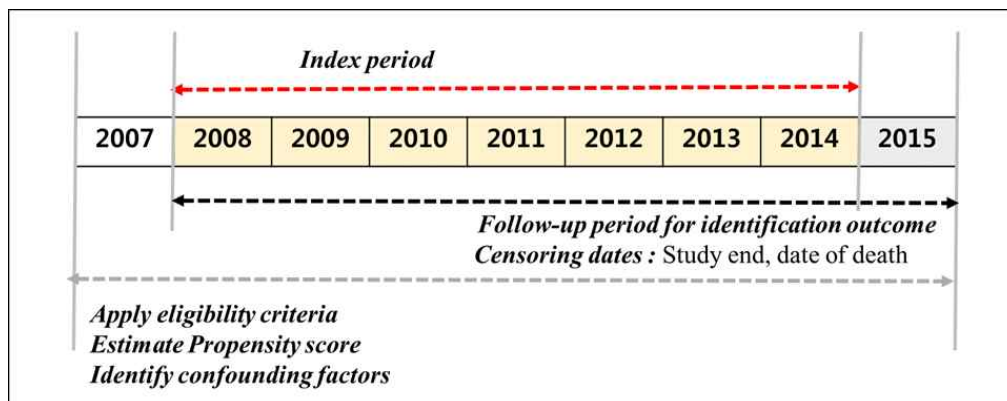 Index period
2007 2008 2009 2010 2011 2012 2013 2014 2015
Follow-up period for identification outcome
Censoring dates : Study end, date of death
Apply eligibility criteria
Estimate Propensity score
Identify confounding factors